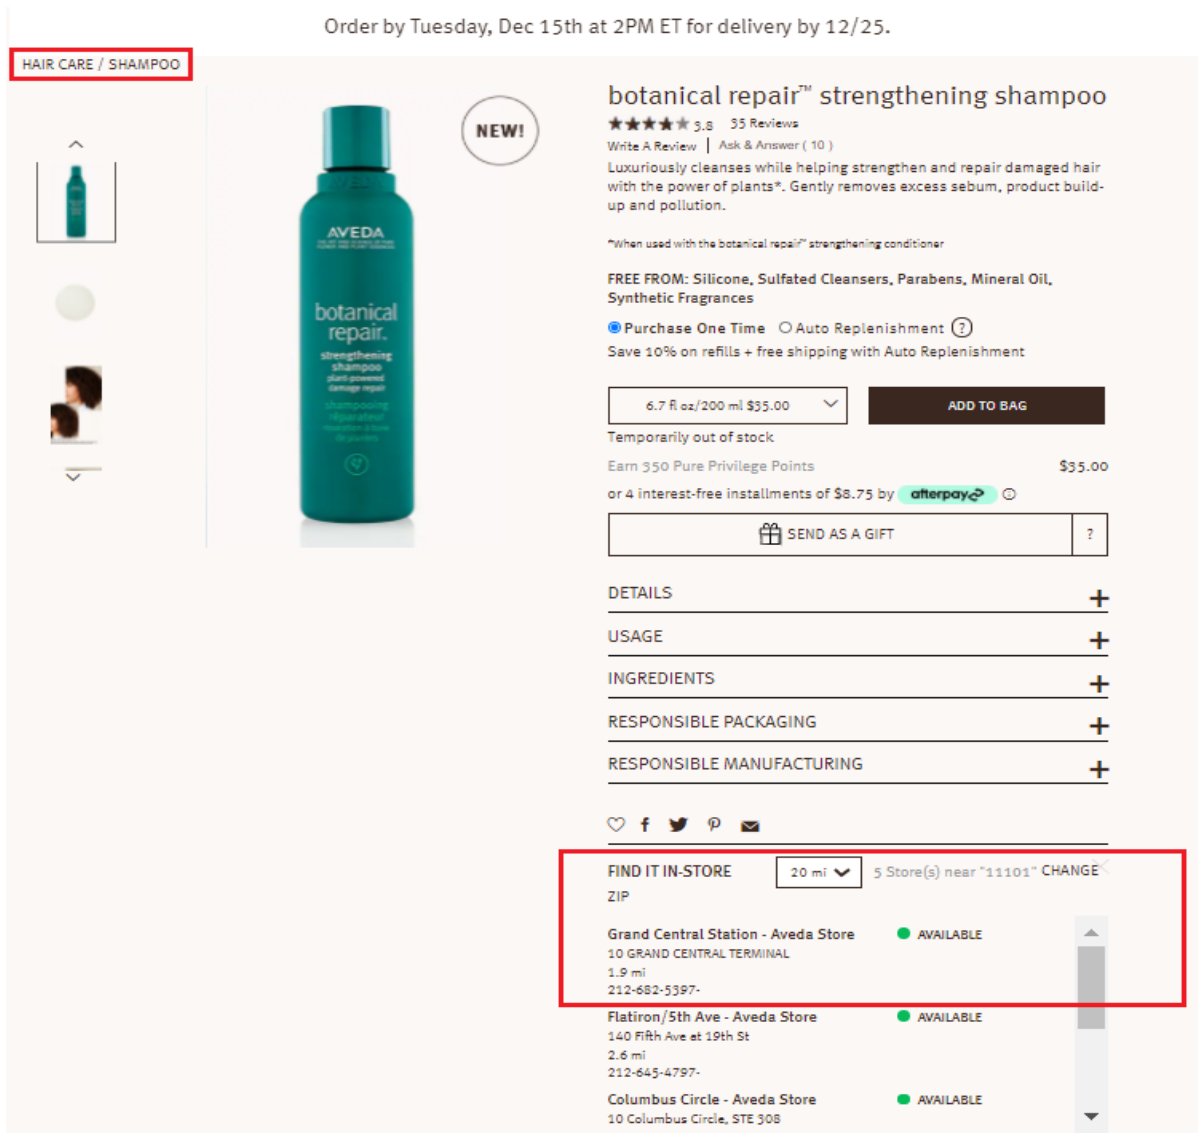 Order by Tuesday, Dec 15th at 2PM ET for delivery by 12/25.
HAIR CARE / SHAMPOO
NEW!
AVEDA
botanical
repair™
strengthening
shampoo
plant-powered
damage repair
shampooing
réparateur
botanical repair™ strengthening shampoo
3.8 35 Reviews
Write A Review | Ask & Answer ( 10 )
Luxuriously cleanses while helping strengthen and repair damaged hair
with the power of plants*. Gently removes excess sebum, product build-
up and pollution.
*When used with the botanical repair™ strengthening conditioner
FREE FROM: Silicone, Sulfated Cleansers, Parabens, Mineral Oil,
Synthetic Fragrances
Purchase One Time Auto Replenishment ?
Save 10% on refills + free shipping with Auto Replenishment
6.7 fl oz/200 ml $35.00
ADD TO BAG
Temporarily out of stock
Earn 350 Pure Privilege Points $35.00
or 4 interest-free installments of $8.75 by afterpay
SEND AS A GIFT ?
DETAILS +
USAGE +
INGREDIENTS +
RESPONSIBLE PACKAGING +
RESPONSIBLE MANUFACTURING +
FIND IT IN-STORE 20 mi 5 Store(s) near "11101" CHANGE
ZIP
Grand Central Station - Aveda Store AVAILABLE
10 GRAND CENTRAL TERMINAL
1.9 mi
212-682-5397-
Flatiron/5th Ave - Aveda Store AVAILABLE
140 Fifth Ave at 19th St
2.6 mi
212-645-4797-
Columbus Circle - Aveda Store AVAILABLE
10 Columbus Circle, STE 308